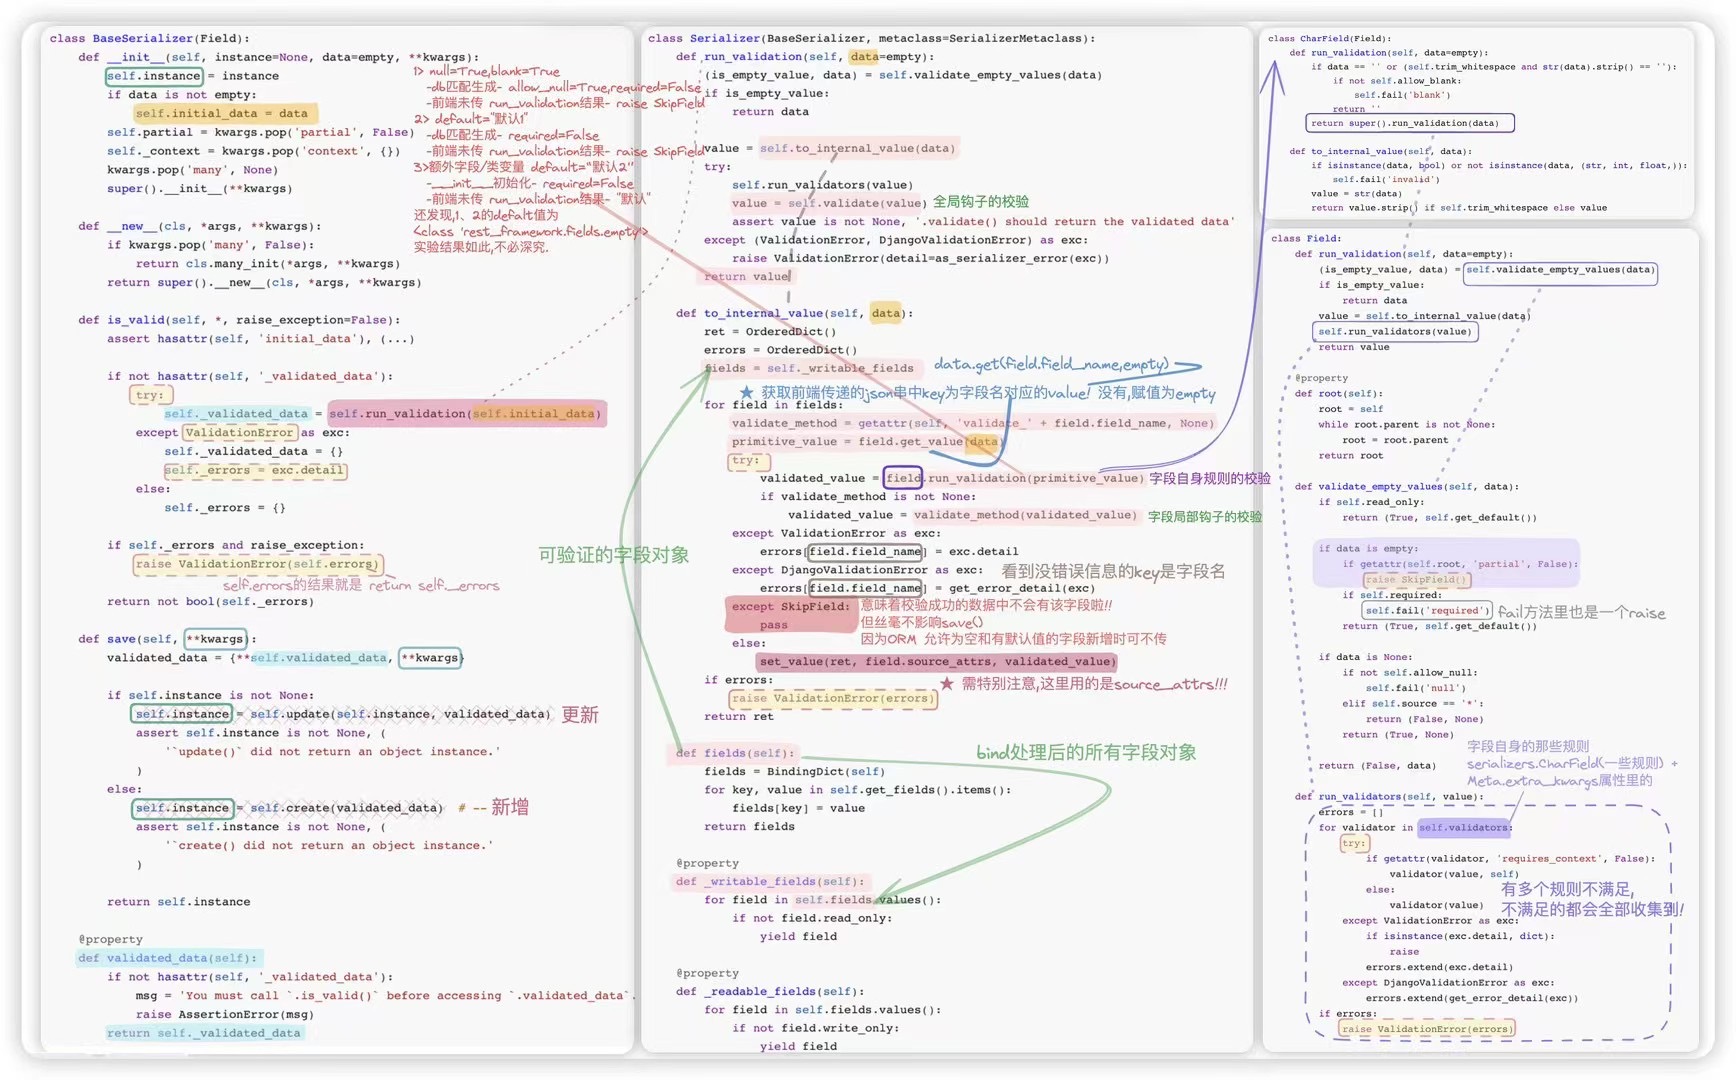 class BaseSerializer(Field):
def __init__(self, instance=None, data=empty, **kwargs):
self.instance = instance
if data is not empty:
self.initial_data = data
self.partial = kwargs.pop('partial', False)
self._context = kwargs.pop('context', {})
kwargs.pop('many', None)
super().__init__(**kwargs)
1> null=True,blank=True
-db匹配生成- allow_null=True,required=False
-前端未传 run_validation结果- raise SkipField
2> default="默认1"
-db匹配生成- required=False
-前端未传 run_validation结果- raise SkipField
3>额外字段/类变量 default="默认2"
-__init__初始化- required=False
-前端未传 run_validation结果- "默认"
还发现,1、2的defalt值为
<class 'rest_framework.fields.empty'>
实验结果如此,不必深究.
def __new__(cls, *args, **kwargs):
if kwargs.pop('many', False):
return cls.many_init(*args, **kwargs)
return super().__new__(cls, *args, **kwargs)
def is_valid(self, *, raise_exception=False):
assert hasattr(self, 'initial_data'), (...)
if not hasattr(self, '_validated_data'):
try:
self._validated_data = self.run_validation(self.initial_data)
except ValidationError as exc:
self._validated_data = {}
self._errors = exc.detail
else:
self._errors = {}
if self._errors and raise_exception:
raise ValidationError(self.errors)
self.errors的结果就是 return self._errors
return not bool(self._errors)
def save(self, **kwargs):
validated_data = {**self.validated_data, **kwargs}
if self.instance is not None:
self.instance = self.update(self.instance, validated_data) 更新
assert self.instance is not None, (
'`update()` did not return an object instance.'
)
else:
self.instance = self.create(validated_data) # -- 新增
assert self.instance is not None, (
'`create() did not return an object instance.'
)
return self.instance
@property
def validated_data(self):
if not hasattr(self, '_validated_data'):
msg = 'You must call `.is_valid()` before accessing `.validated_data`.
raise AssertionError(msg)
return self._validated_data
class Serializer(BaseSerializer, metaclass=SerializerMetaclass):
def run_validation(self, data=empty):
(is_empty_value, data) = self.validate_empty_values(data)
if is_empty_value:
return data
value = self.to_internal_value(data)
try:
self.run_validators(value)
value = self.validate(value) 全局钩子的校验
assert value is not None, '.validate() should return the validated data'
except (ValidationError, DjangoValidationError) as exc:
raise ValidationError(detail=as_serializer_error(exc))
return value
def to_internal_value(self, data):
ret = OrderedDict()
errors = OrderedDict()
fields = self._writable_fields
data.get(field.field_name,empty)
★ 获取前端传递的json串中key为字段名对应的value! 没有,赋值为empty
for field in fields:
validate_method = getattr(self, 'validate_' + field.field_name, None)
primitive_value = field.get_value(data)
try:
validated_value = field.run_validation(primitive_value) 字段自身规则的校验
if validate_method is not None:
validated_value = validate_method(validated_value) 字段局部钩子的校验
except ValidationError as exc:
errors[field.field_name] = exc.detail
except DjangoValidationError as exc: 看到没错误信息的key是字段名
errors[field.field_name] = get_error_detail(exc)
except SkipField: 意味着校验成功的数据中不会有该字段啦!!
pass 但丝毫不影响save()
因为ORM 允许为空和有默认值的字段新增时可不传
else:
set_value(ret, field.source_attrs, validated_value)
if errors: ★ 需特别注意,这里用的是source_attrs!!!
raise ValidationError(errors)
return ret
可验证的字段对象
def fields(self): bind处理后的所有字段对象
fields = BindingDict(self)
for key, value in self.get_fields().items():
fields[key] = value
return fields
@property
def _writable_fields(self):
for field in self.fields.values():
if not field.read_only:
yield field
@property
def _readable_fields(self):
for field in self.fields.values():
if not field.write_only:
yield field
class CharField(Field):
def run_validation(self, data=empty):
if data == '' or (self.trim_whitespace and str(data).strip() == ''):
if not self.allow_blank:
self.fail('blank')
return ''
return super().run_validation(data)
def to_internal_value(self, data):
if isinstance(data, bool) or not isinstance(data, (str, int, float,)):
self.fail('invalid')
value = str(data)
return value.strip() if self.trim_whitespace else value
class Field:
def run_validation(self, data=empty):
(is_empty_value, data) = self.validate_empty_values(data)
if is_empty_value:
return data
value = self.to_internal_value(data)
self.run_validators(value)
return value
@property
def root(self):
root = self
while root.parent is not None:
root = root.parent
return root
def validate_empty_values(self, data):
if self.read_only:
return (True, self.get_default())
if data is empty:
if getattr(self.root, 'partial', False):
raise SkipField()
if self.required:
self.fail('required') fail方法里也是一个raise
return (True, self.get_default())
if data is None:
if not self.allow_null:
self.fail('null')
elif self.source == '*':
return (False, None)
return (True, None)
字段自身的那些规则
serializers.CharField(一些规则) +
Meta.extra_kwargs属性里的
return (False, data)
def run_validators(self, value):
errors = []
for validator in self.validators:
try:
if getattr(validator, 'requires_context', False):
validator(value, self)
else:
validator(value)
有多个规则不满足,
不满足的都会全部收集到!
except ValidationError as exc:
if isinstance(exc.detail, dict):
raise
errors.extend(exc.detail)
except DjangoValidationError as exc:
errors.extend(get_error_detail(exc))
if errors:
raise ValidationError(errors)